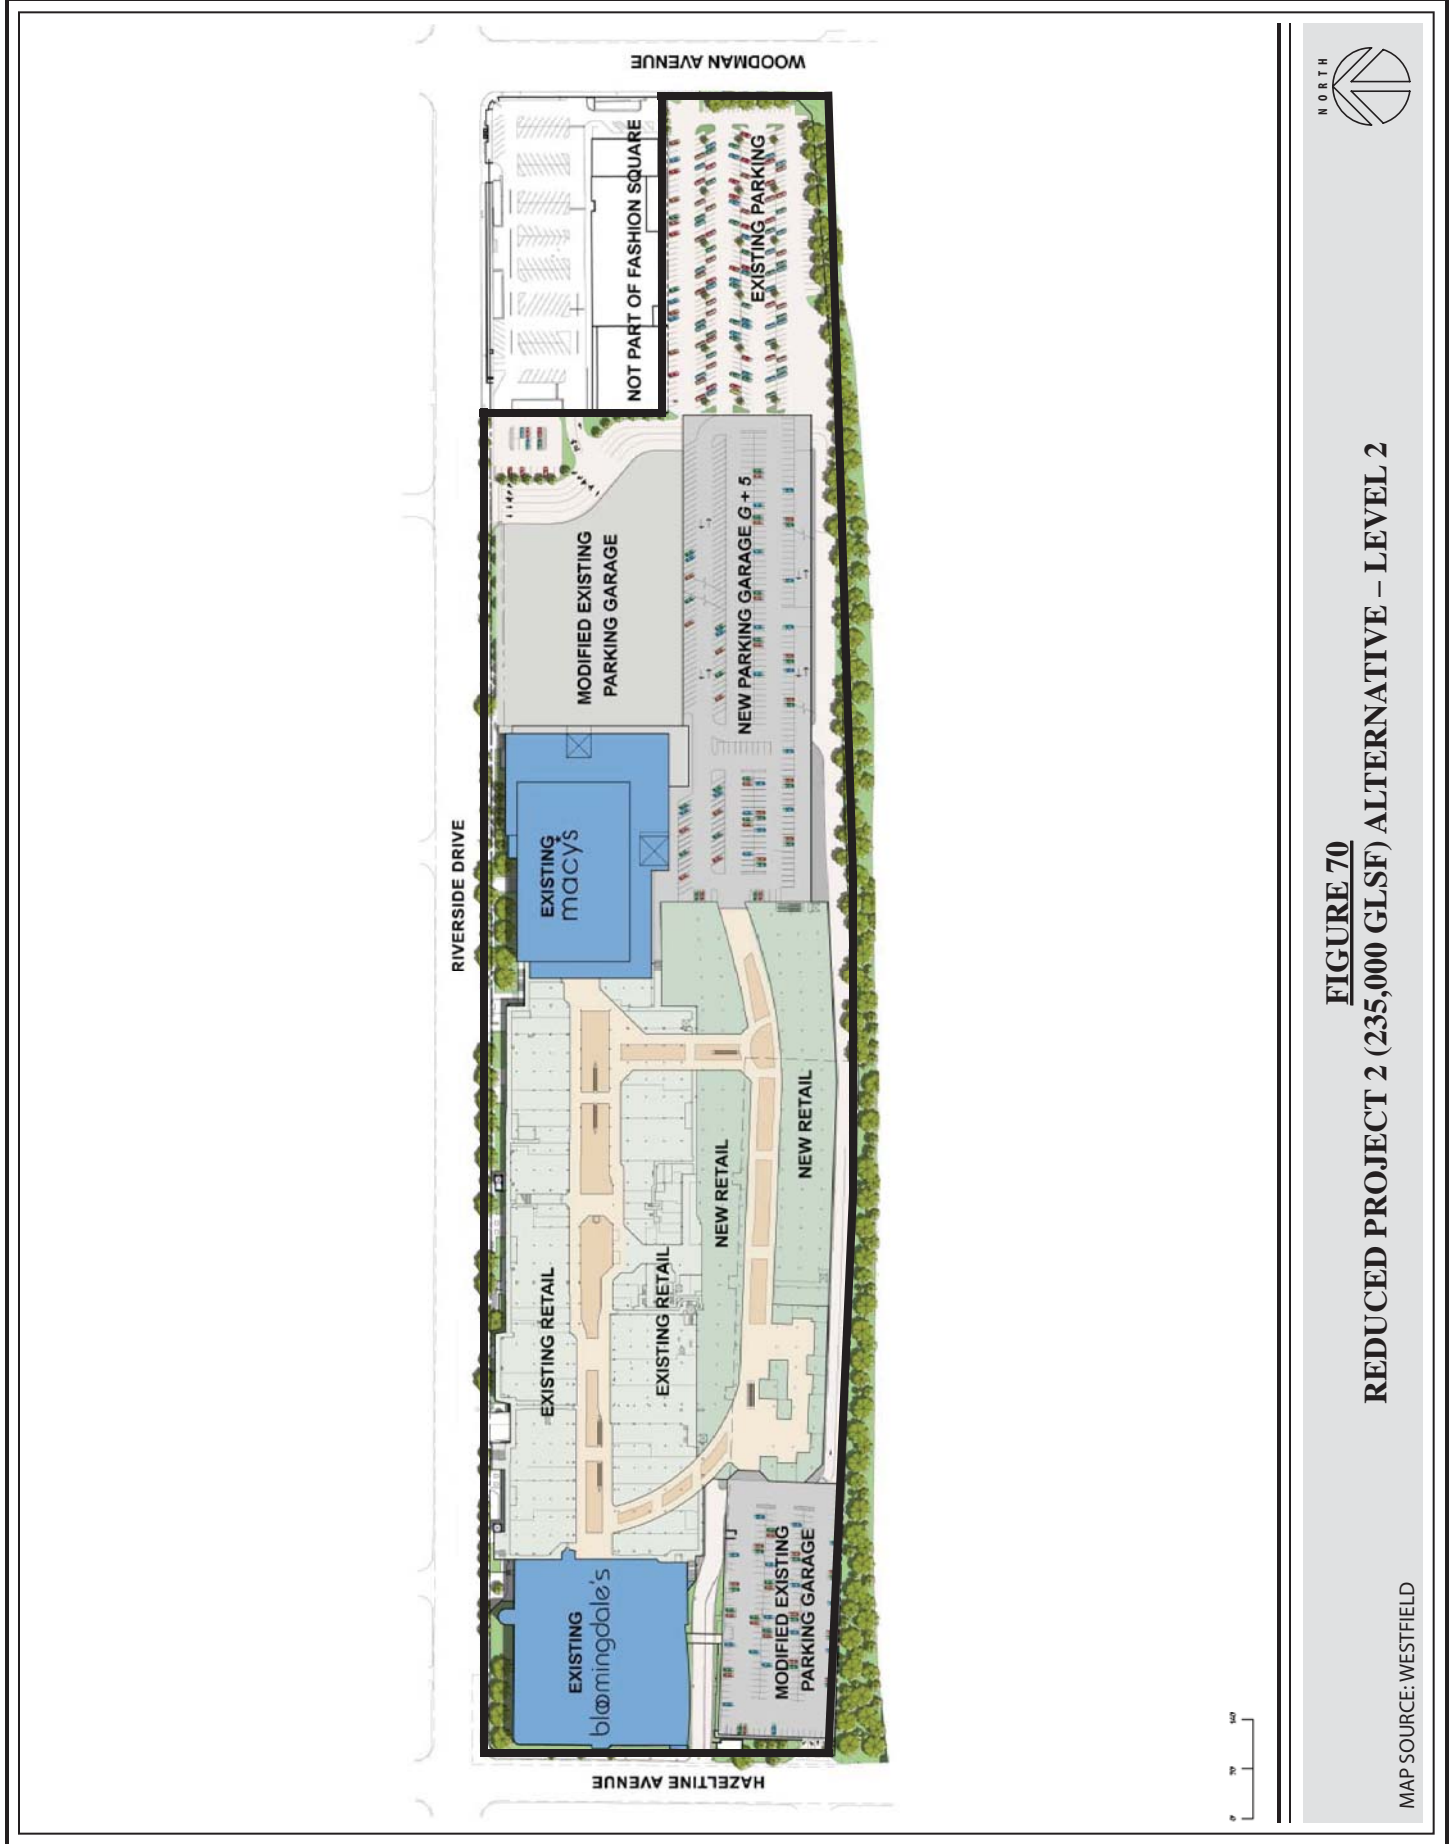 WOODMAN AVENUE
NOT PART OF FASHION SQUARE
EXISTING PARKING
MODIFIED EXISTING
PARKING GARAGE
NEW PARKING GARAGE G + 5
RIVERSIDE DRIVE
EXISTING
macy's
NEW RETAIL
NEW RETAIL
EXISTING RETAIL
EXISTING RETAIL
EXISTING
bloomingdale's
MODIFIED EXISTING
PARKING GARAGE
HAZELTINE AVENUE
NORTH
FIGURE 70
REDUCED PROJECT 2 (235,000 GLSF) ALTERNATIVE – LEVEL 2
MAP SOURCE: WESTFIELD